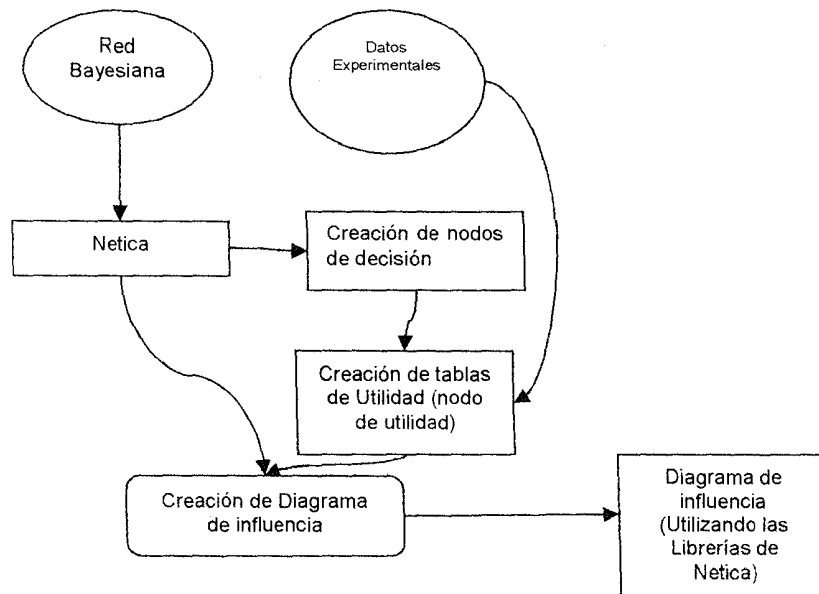 Red
Bayesiana
Datos
Experimentales
Netica
Creación de nodos
de decisión
Creación de tablas
de Utilidad (nodo
de utilidad)
Creación de Diagrama
de influencia
Diagrama de
influencia
(Utilizando las
Librerías de
Netica)